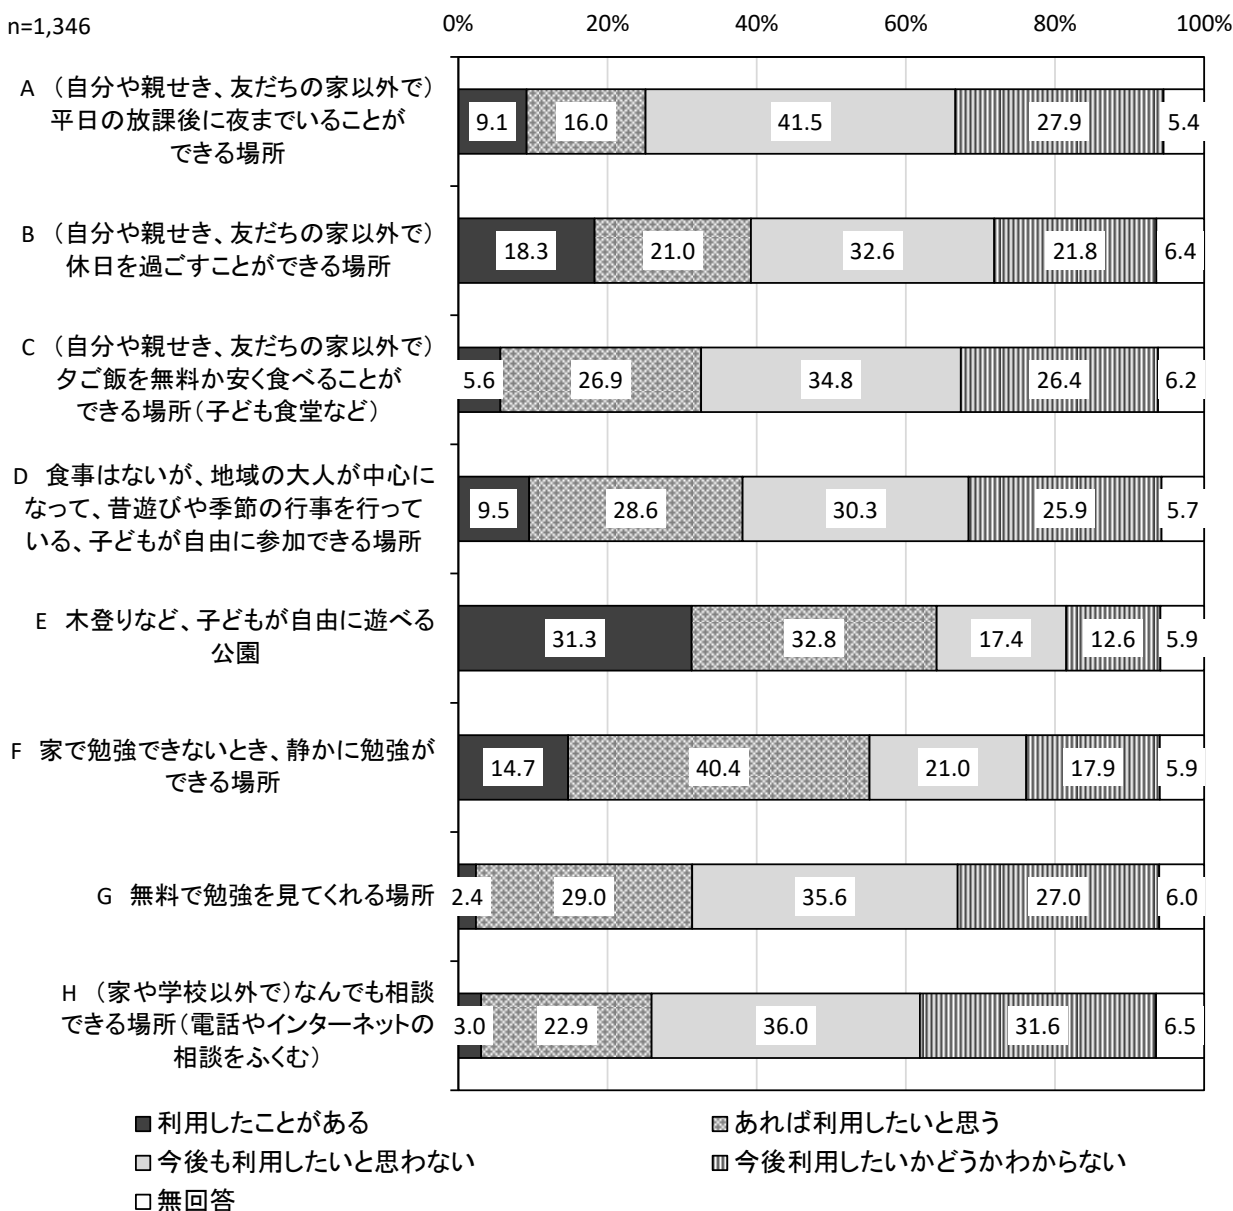 n=1,346
0% 20% 40% 60% 80% 100%
A （自分や親せき、友だちの家以外で）
平日の放課後に夜までいることが
できる場所
9.1 16.0 41.5 27.9 5.4
B （自分や親せき、友だちの家以外で）
休日を過ごすことができる場所
18.3 21.0 32.6 21.8 6.4
C （自分や親せき、友だちの家以外で）
夕ご飯を無料か安く食べることが
できる場所（子ども食堂など）
5.6 26.9 34.8 26.4 6.2
D 食事はないが、地域の大人が中心に
なって、昔遊びや季節の行事を行って
いる、子どもが自由に参加できる場所
9.5 28.6 30.3 25.9 5.7
E 木登りなど、子どもが自由に遊べる
公園
31.3 32.8 17.4 12.6 5.9
F 家で勉強できないとき、静かに勉強が
できる場所
14.7 40.4 21.0 17.9 5.9
G 無料で勉強を見てくれる場所
2.4 29.0 35.6 27.0 6.0
H （家や学校以外で）なんでも相談
できる場所（電話やインターネットの
相談をふくむ）
3.0 22.9 36.0 31.6 6.5
利用したことがある あれば利用したいと思う
今後も利用したいと思わない 今後利用したいかどうかわからない
無回答